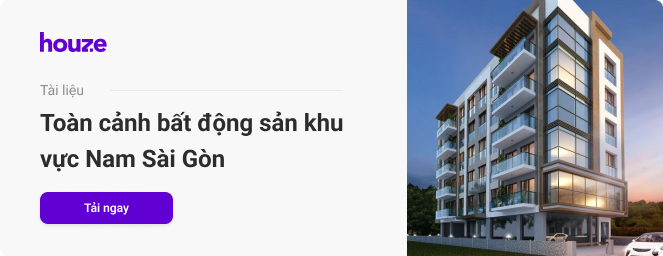 houze
Tài liệu
Toàn cảnh bất động sản khu
vực Nam Sài Gòn
Tải ngay